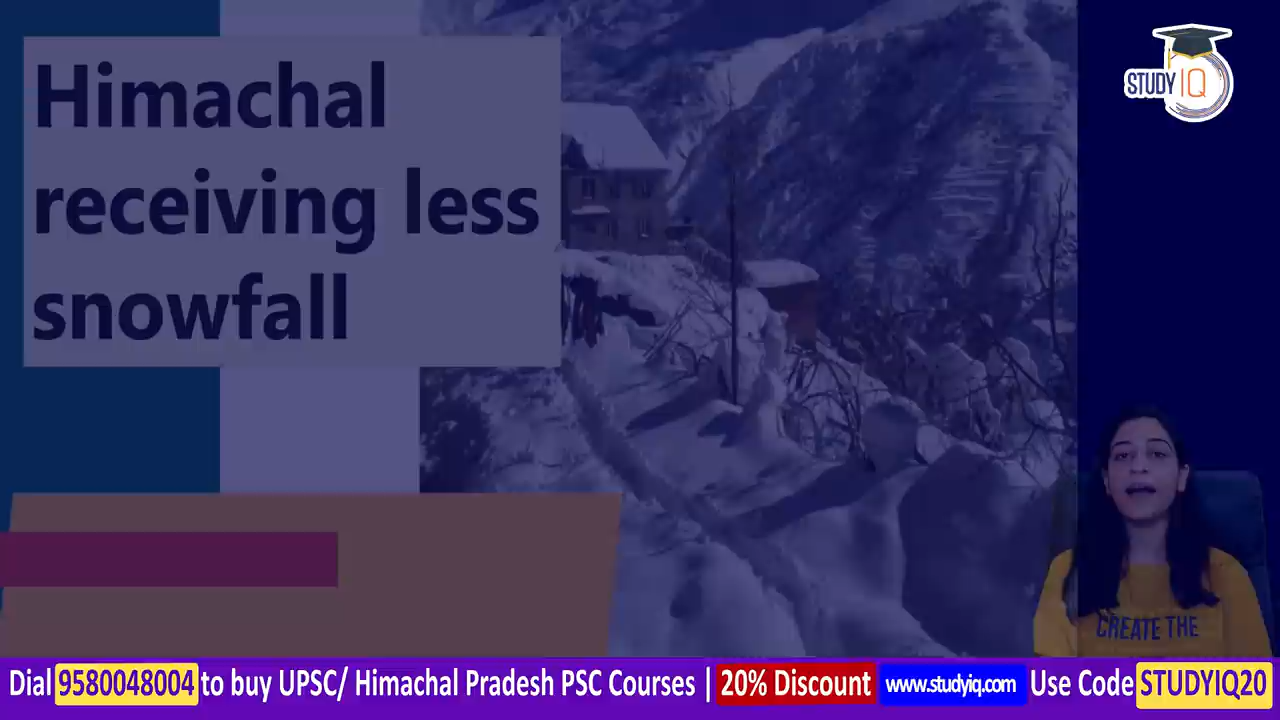 Himachal
receiving less
snowfall
STUDY IQ
CREATE THE
Dial 9580048004 to buy UPSC/ Himachal Pradesh PSC Courses | 20% Discount www.studyiq.com Use Code STUDYIQ20